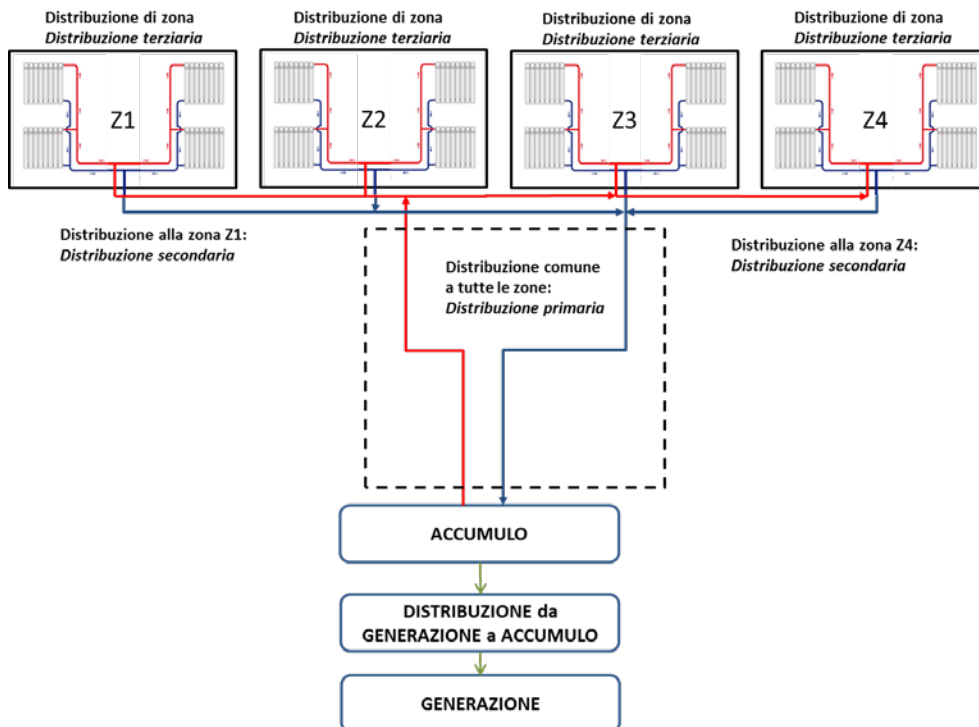 Distribuzione di zona
Distribuzione terziaria
Distribuzione di zona
Distribuzione terziaria
Distribuzione di zona
Distribuzione terziaria
Distribuzione di zona
Distribuzione terziaria
Z1
Z2
Z3
Z4
Distribuzione alla zona Z1:
Distribuzione secondaria
Distribuzione comune
a tutte le zone:
Distribuzione primaria
Distribuzione alla zona Z4:
Distribuzione secondaria
ACCUMULO
DISTRIBUZIONE da
GENERAZIONE a ACCUMULO
GENERAZIONE